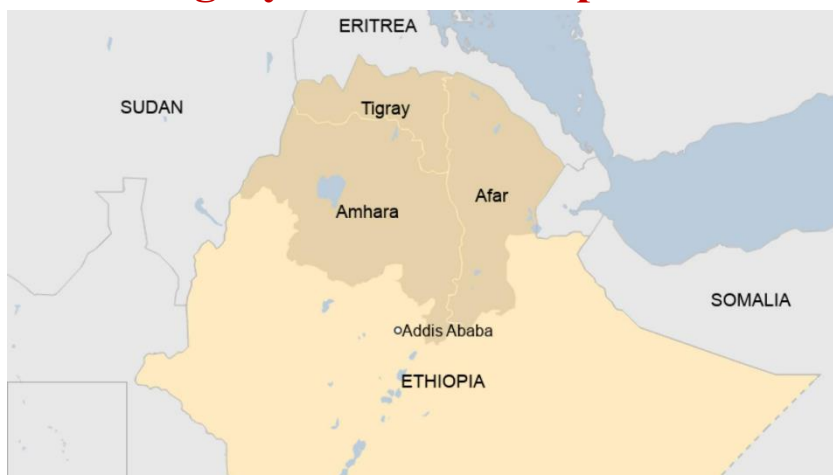 ERITREA
SUDAN
Tigray
Afar
Amhara
SOMALIA
Addis Ababa
ETHIOPIA